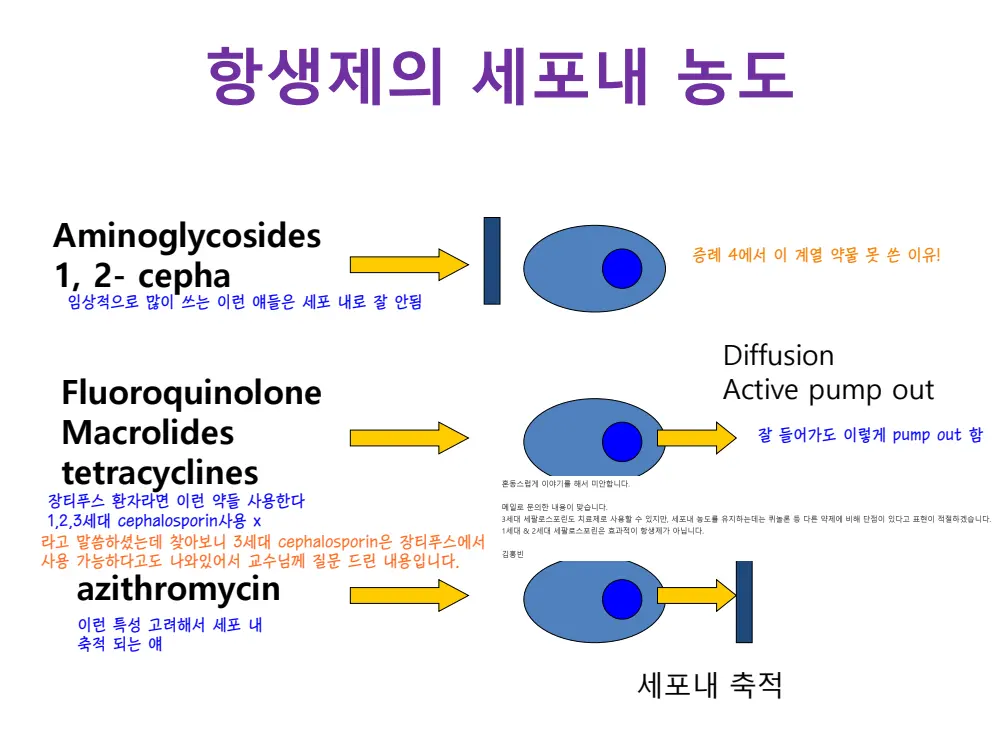 항생제의 세포내 농도
Aminoglycosides
1, 2- cepha
임상적으로 많이 쓰는 이런 얘들은 세포 내로 잘 안됨
증례 4에서 이 계열 약물 못 쓴 이유!
Diffusion
Active pump out
Fluoroquinolone
Macrolides
tetracyclines
잘 들어가도 이렇게 pump out 함
장티푸스 환자라면 이런 약들 사용한다
1,2,3세대 cephalosporin사용 x
라고 말씀하셨는데 찾아보니 3세대 cephalosporin은 장티푸스에서
사용 가능하다고도 나와있어서 교수님께 질문 드린 내용입니다.
혼동스럽게 이야기를 해서 미안합니다.
메일로 문의한 내용이 맞습니다.
3세대 세팔로스포린도 치료제로 사용할 수 있지만, 세포내 농도를 유지하는데는 퀴놀론 등 다른 약제에 비해 단점이 있다고 표현이 적절하겠습니다.
1세대 & 2세대 세팔로스포린은 효과적이 항생제가 아닙니다.
김홍빈
azithromycin
이런 특성 고려해서 세포 내
축적 되는 얘
세포내 축적